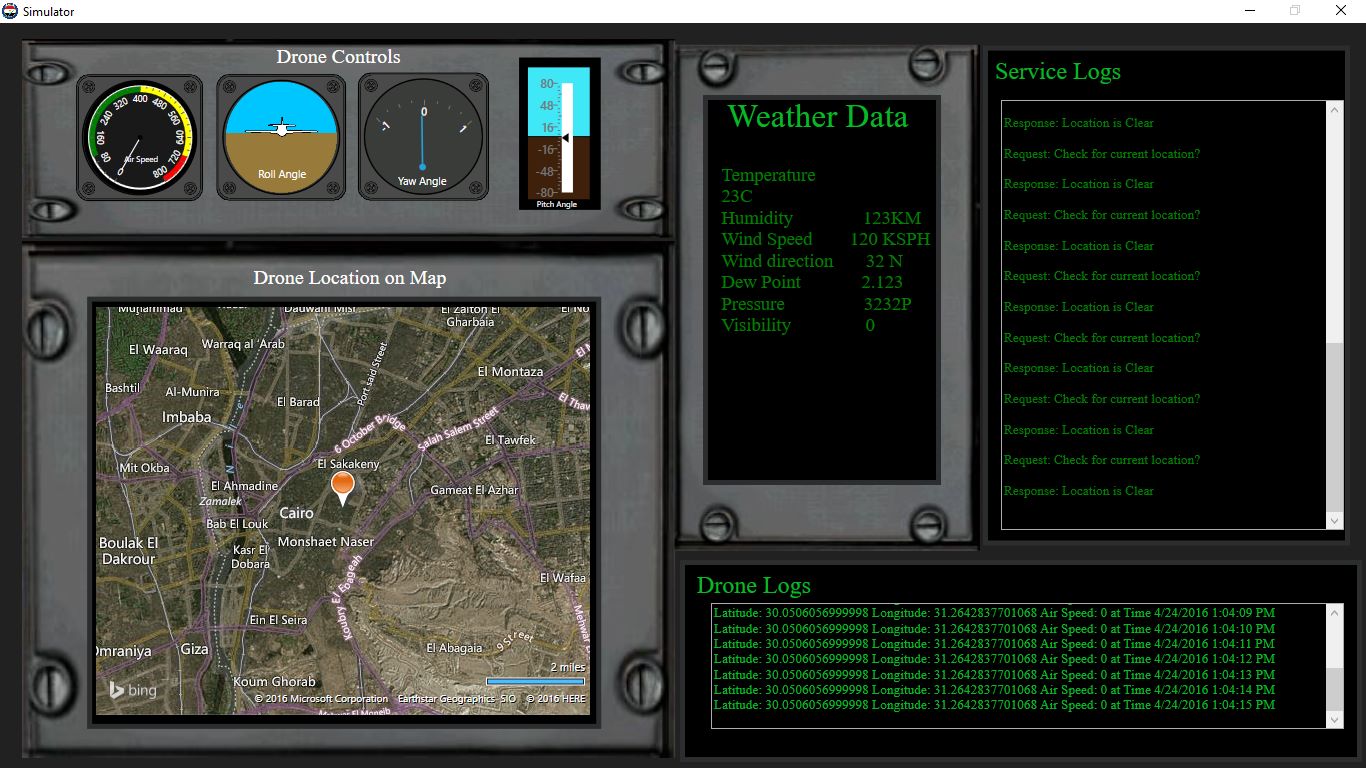 Simulator
Drone Controls
0 80 160 240 320 400 480 560 640 720 800
Air Speed
Roll Angle
-1 0 1
Yaw Angle
80
48
16
-16
-48
-80
Pitch Angle
Drone Location on Map
Muhammad
Dauwani Misr
El Zaiton El
Gharbaia
El No
Warraq al 'Arab
El Waaraq
Port said Street
El Montaza
Bashtil
Al-Munira
El Barad
El Thaw
Imbaba
Nile
6 October Bridge
Salah Salem Street
El Tawfek
Mit Okba
El Sakakeny
El Ahmadine
Gameat El Azhar
Zamalek
Cairo
Bab El Louk
Boulak El
Dakrour
Monshaet Naser
Kasr El
Dobara
Koubry El Ebageah
El Wafaa
Mehwar
Ein El Seira
9 Street
Omraniya
Giza
El Abagaia
2 miles
Koum Ghorab
bing
© 2016 Microsoft Corporation Earthstar Geographics SIO © 2016 HERE
Weather Data
Temperature
23C
Humidity 123KM
Wind Speed 120 KSPH
Wind direction 32 N
Dew Point 2.123
Pressure 3232P
Visibility 0
Service Logs
Response: Location is Clear
Request: Check for current location?
Response: Location is Clear
Request: Check for current location?
Response: Location is Clear
Request: Check for current location?
Response: Location is Clear
Request: Check for current location?
Response: Location is Clear
Request: Check for current location?
Response: Location is Clear
Request: Check for current location?
Response: Location is Clear
Drone Logs
Latitude: 30.0506056999998 Longitude: 31.2642837701068 Air Speed: 0 at Time 4/24/2016 1:04:09 PM
Latitude: 30.0506056999998 Longitude: 31.2642837701068 Air Speed: 0 at Time 4/24/2016 1:04:10 PM
Latitude: 30.0506056999998 Longitude: 31.2642837701068 Air Speed: 0 at Time 4/24/2016 1:04:11 PM
Latitude: 30.0506056999998 Longitude: 31.2642837701068 Air Speed: 0 at Time 4/24/2016 1:04:12 PM
Latitude: 30.0506056999998 Longitude: 31.2642837701068 Air Speed: 0 at Time 4/24/2016 1:04:13 PM
Latitude: 30.0506056999998 Longitude: 31.2642837701068 Air Speed: 0 at Time 4/24/2016 1:04:14 PM
Latitude: 30.0506056999998 Longitude: 31.2642837701068 Air Speed: 0 at Time 4/24/2016 1:04:15 PM